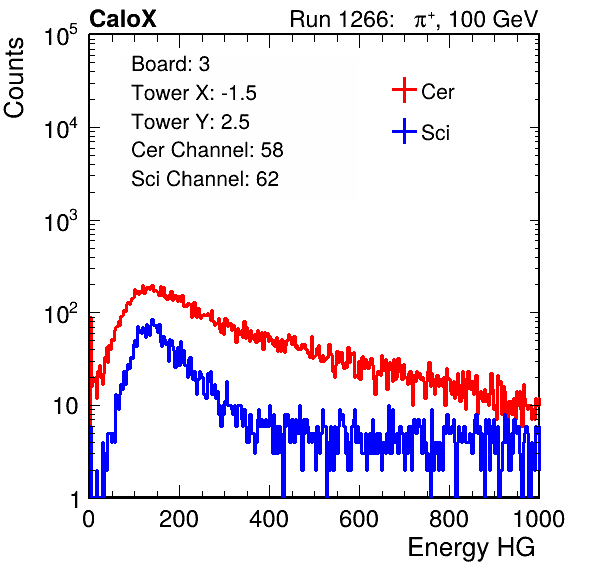 CaloX Run 1266: π⁺, 100 GeV
Counts
Board: 3
Tower X: -1.5
Tower Y: 2.5
Cer Channel: 58
Sci Channel: 62
Cer
Sci
10⁵
10⁴
10³
10²
10
1
0 200 400 600 800 1000
Energy HG